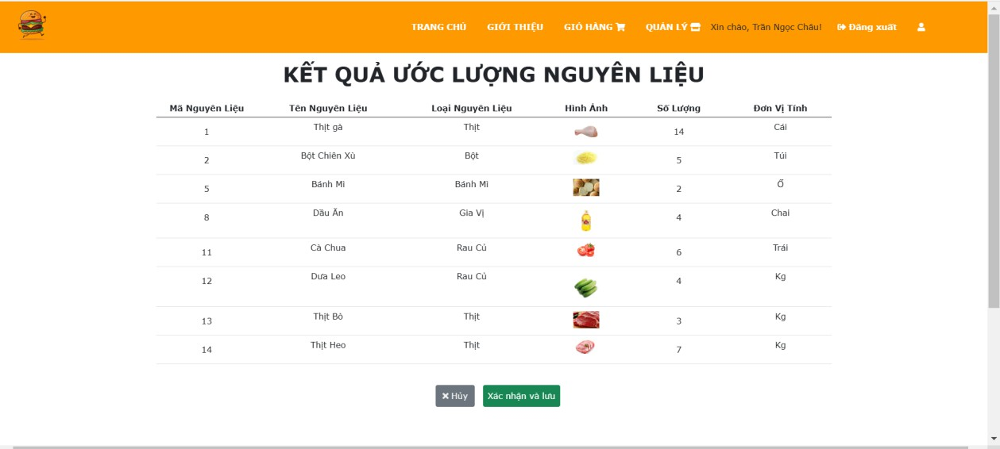 TRANG CHỦ GIỚI THIỆU GIỎ HÀNG QUẢN LÝ Xin chào, Trần Ngọc Châu! Đăng xuất
KẾT QUẢ ƯỚC LƯỢNG NGUYÊN LIỆU
Mã Nguyên Liệu Tên Nguyên Liệu Loại Nguyên Liệu Hình Ảnh Số Lượng Đơn Vị Tính
1 Thịt gà Thịt 14 Cái
2 Bột Chiên Xù Bột 5 Túi
5 Bánh Mì Bánh Mì 2 Ổ
8 Dầu Ăn Gia Vị 4 Chai
11 Cà Chua Rau Củ 6 Trái
12 Dưa Leo Rau Củ 4 Kg
13 Thịt Bò Thịt 3 Kg
14 Thịt Heo Thịt 7 Kg
Hủy Xác nhận và lưu